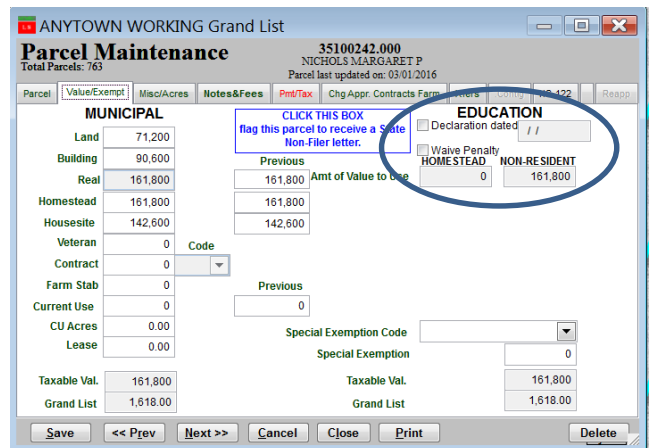 ANYTOWN WORKING Grand List
Parcel Maintenance
Total Parcels: 763
35100242.000
NICHOLS MARGARET P
Parcel last updated on: 03/01/2016
Parcel Value/Exempt Misc/Acres Notes&Fees Pmt/Tax Chg Appr. Contracts Farm Config HS-122 Reapp
MUNICIPAL
CLICK THIS BOX
flag this parcel to receive a State
Non-Filer letter.
EDUCATION
Declaration dated / /
Waive Penalty
Land 71,200
Building 90,600
Previous
HOMESTEAD NON-RESIDENT
Real 161,800 161,800 Amt of Value to Use 0 161,800
Homestead 161,800 161,800
Housesite 142,600 142,600
Veteran 0 Code
Contract 0
Farm Stab 0 Previous
Current Use 0 0
CU Acres 0.00 Special Exemption Code
Lease 0.00 Special Exemption 0
Taxable Val. 161,800 Taxable Val. 161,800
Grand List 1,618.00 Grand List 1,618.00
Save << Prev Next >> Cancel Close Print Delete